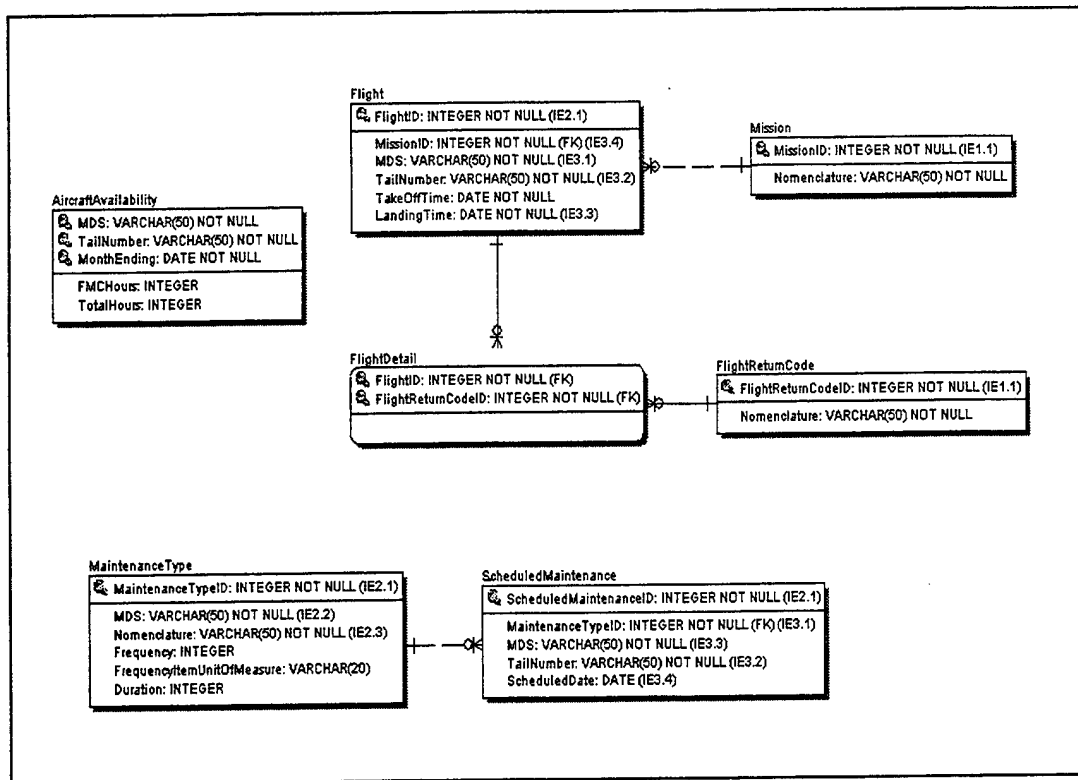 Flight
FlightID: INTEGER NOT NULL (IE2.1)
MissionID: INTEGER NOT NULL (FK) (IE3.4)
MDS: VARCHAR(50) NOT NULL (IE3.1)
TailNumber: VARCHAR(50) NOT NULL (IE3.2)
TakeOffTime: DATE NOT NULL
LandingTime: DATE NOT NULL (IE3.3)
Mission
MissionID: INTEGER NOT NULL (IE1.1)
Nomenclature: VARCHAR(50) NOT NULL
AircraftAvailability
MDS: VARCHAR(50) NOT NULL
TailNumber: VARCHAR(50) NOT NULL
MonthEnding: DATE NOT NULL
FMCHours: INTEGER
TotalHours: INTEGER
FlightDetail
FlightID: INTEGER NOT NULL (FK)
FlightReturnCodeID: INTEGER NOT NULL (FK)
FlightReturnCode
FlightReturnCodeID: INTEGER NOT NULL (IE1.1)
Nomenclature: VARCHAR(50) NOT NULL
MaintenanceType
MaintenanceTypeID: INTEGER NOT NULL (IE2.1)
MDS: VARCHAR(50) NOT NULL (IE2.2)
Nomenclature: VARCHAR(50) NOT NULL (IE2.3)
Frequency: INTEGER
FrequencyItemUnitOfMeasure: VARCHAR(20)
Duration: INTEGER
ScheduledMaintenance
ScheduledMaintenanceID: INTEGER NOT NULL (IE2.1)
MaintenanceTypeID: INTEGER NOT NULL (FK) (IE3.1)
MDS: VARCHAR(50) NOT NULL (IE3.3)
TailNumber: VARCHAR(50) NOT NULL (IE3.2)
ScheduledDate: DATE (IE3.4)